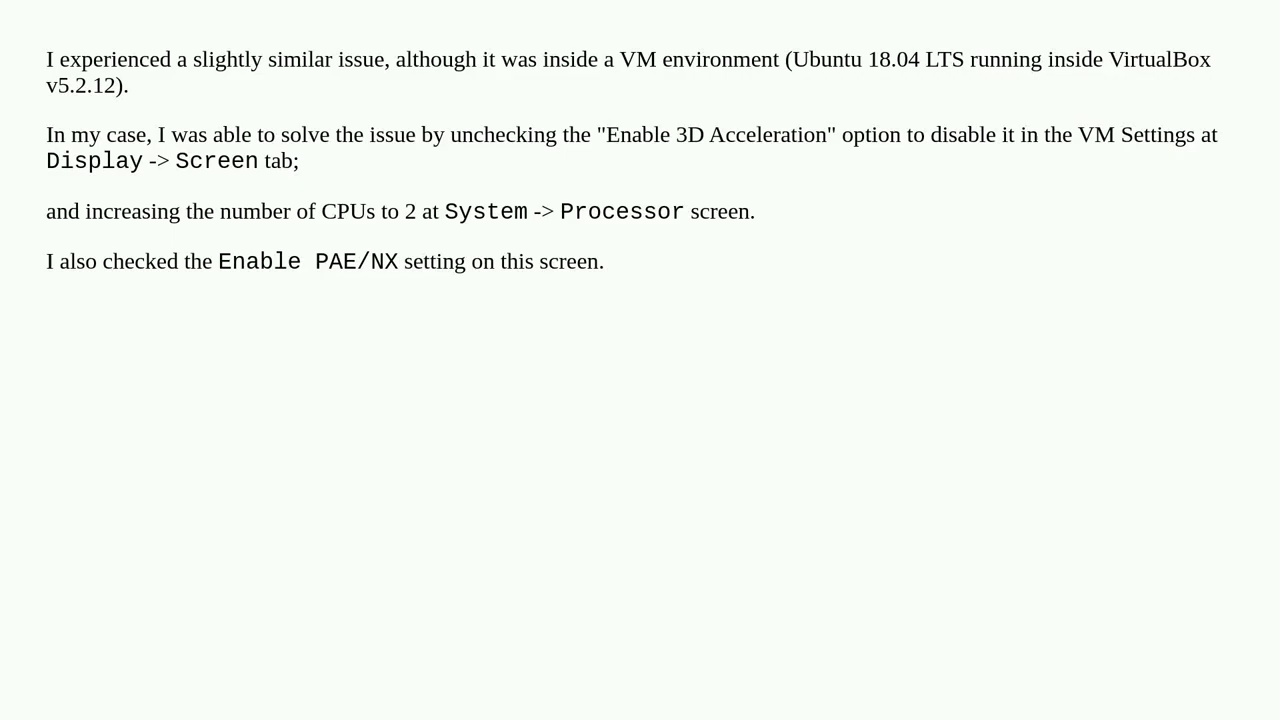 I experienced a slightly similar issue, although it was inside a VM environment (Ubuntu 18.04 LTS running inside VirtualBox
v5.2.12).
In my case, I was able to solve the issue by unchecking the "Enable 3D Acceleration" option to disable it in the VM Settings at
Display -> Screen tab;
and increasing the number of CPUs to 2 at System -> Processor screen.
I also checked the Enable PAE/NX setting on this screen.